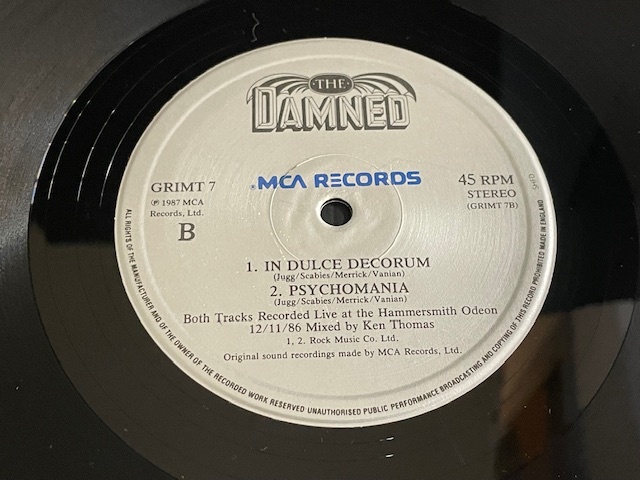 THE
DAMNED
GRIMT 7
℗ 1987 MCA
Records, Ltd.
B
MCA RECORDS
45 RPM
STEREO
(GRIMT 7B)
1. IN DULCE DECORUM
(Jugg/Scabies/Merrick/Vanian)
2. PSYCHOMANIA
(Jugg/Scabies/Merrick/Vanian)
Both Tracks Recorded Live at the Hammersmith Odeon
12/11/86 Mixed by Ken Thomas
1, 2. Rock Music Co. Ltd.
Original sound recordings made by MCA Records, Ltd.
ALL RIGHTS OF THE MANUFACTURER AND OF THE OWNER OF THE RECORDED WORK RESERVED UNAUTHORISED PUBLIC PERFORMANCE BROADCASTING AND COPYING OF THIS RECORD PROHIBITED MADE IN ENGLAND